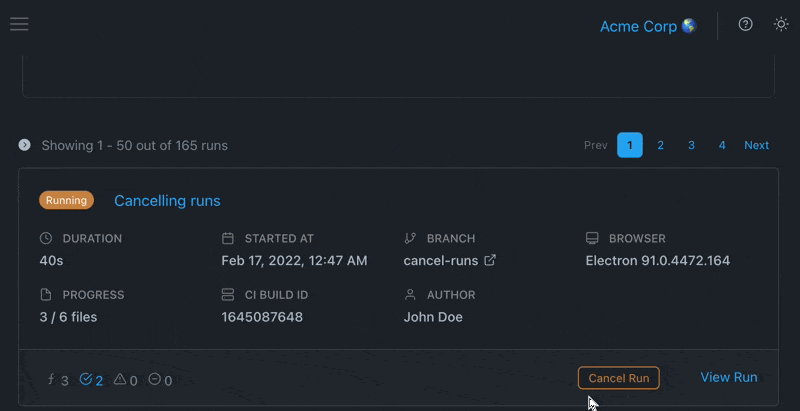 Acme Corp 🌎
Showing 1 - 50 out of 165 runs
Prev 1 2 3 4 Next
Running Cancelling runs
DURATION STARTED AT BRANCH BROWSER
40s Feb 17, 2022, 12:47 AM cancel-runs Electron 91.0.4472.164
PROGRESS CI BUILD ID AUTHOR
3 / 6 files 1645087648 John Doe
ƒ 3 2 0 0 Cancel Run View Run